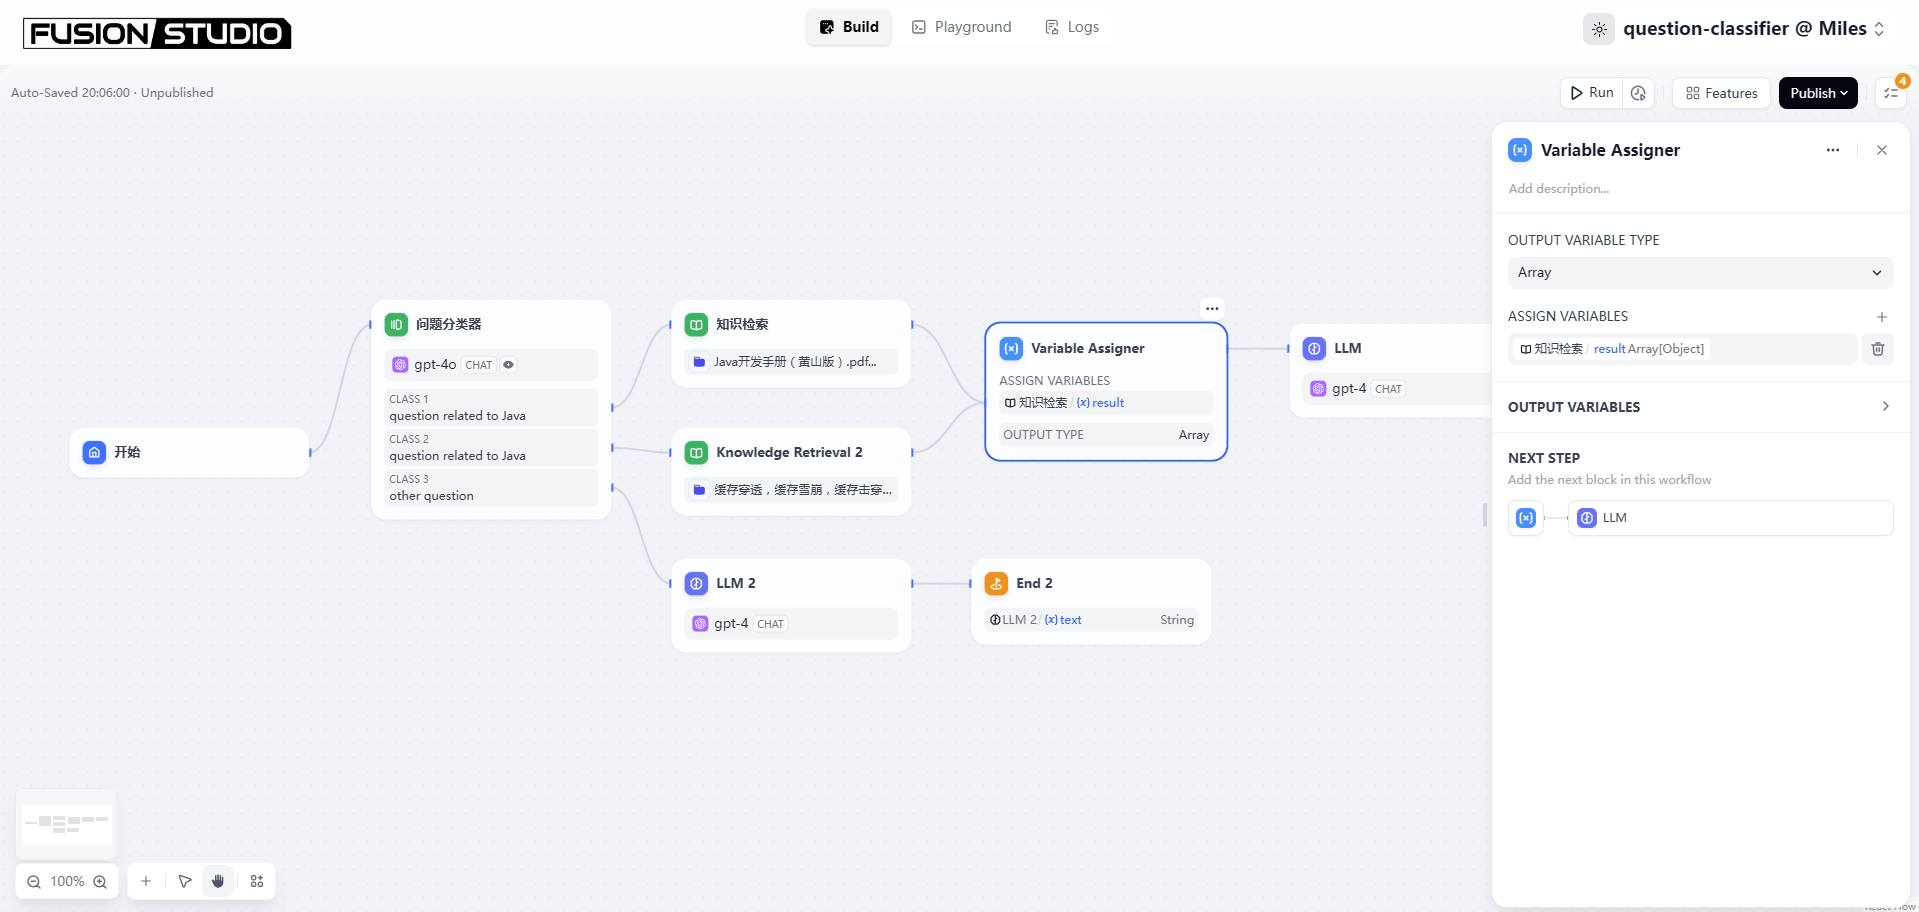 FUSION STUDIO
Build
Playground
Logs
question-classifier @ Miles
Auto-Saved 20:06:00 · Unpublished
Run
Features
Publish
4
开始
问题分类器
gpt-4o CHAT
CLASS 1
question related to Java
CLASS 2
question related to Java
CLASS 3
other question
知识检索
Java开发手册（黄山版）.pdf...
Knowledge Retrieval 2
缓存穿透，缓存雪崩，缓存击穿...
LLM 2
gpt-4 CHAT
Variable Assigner
ASSIGN VARIABLES
知识检索 / (x) result
OUTPUT TYPE Array
End 2
LLM 2 / (x) text String
LLM
gpt-4 CHAT
Variable Assigner
Add description...
OUTPUT VARIABLE TYPE
Array
ASSIGN VARIABLES
知识检索 / result Array[Object]
OUTPUT VARIABLES
NEXT STEP
Add the next block in this workflow
LLM
100%